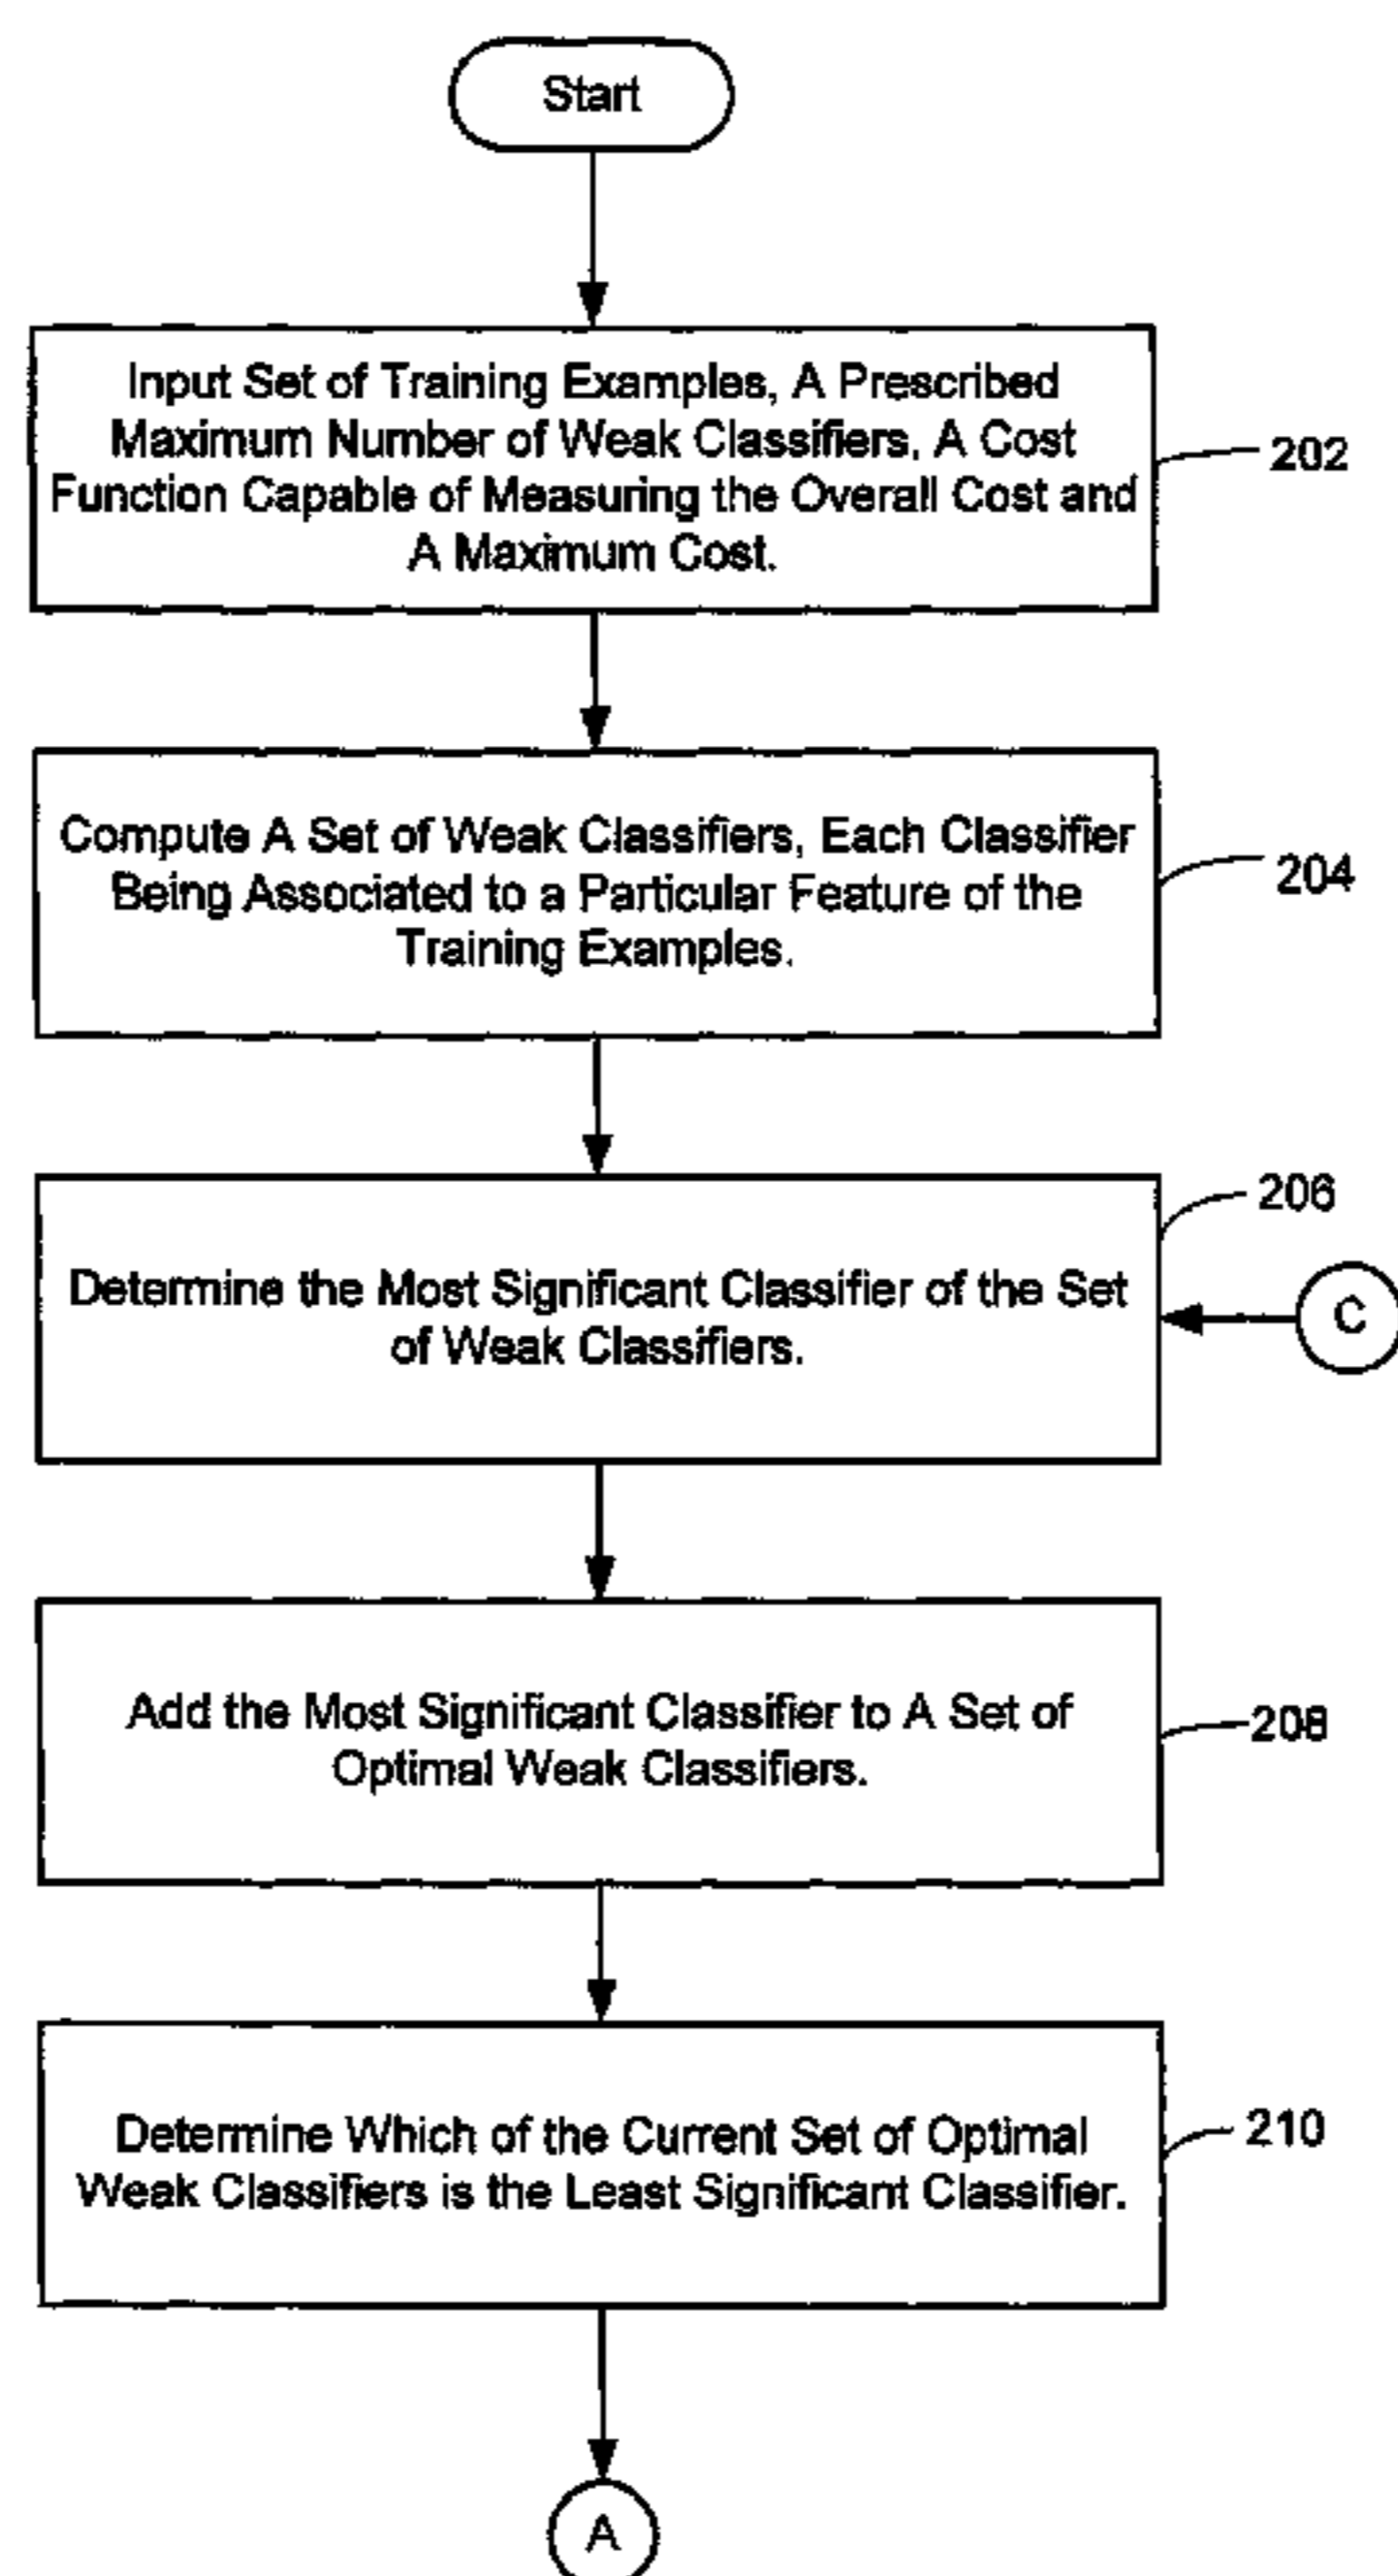 Start
Input Set of Training Examples, A Prescribed
Maximum Number of Weak Classifiers, A Cost
Function Capable of Measuring the Overall Cost and
A Maximum Cost.
202
Compute A Set of Weak Classifiers, Each Classifier
Being Associated to a Particular Feature of the
Training Examples.
204
206
Determine the Most Significant Classifier of the Set
of Weak Classifiers.
C
Add the Most Significant Classifier to A Set of
Optimal Weak Classifiers.
208
Determine Which of the Current Set of Optimal
Weak Classifiers is the Least Significant Classifier.
210
A